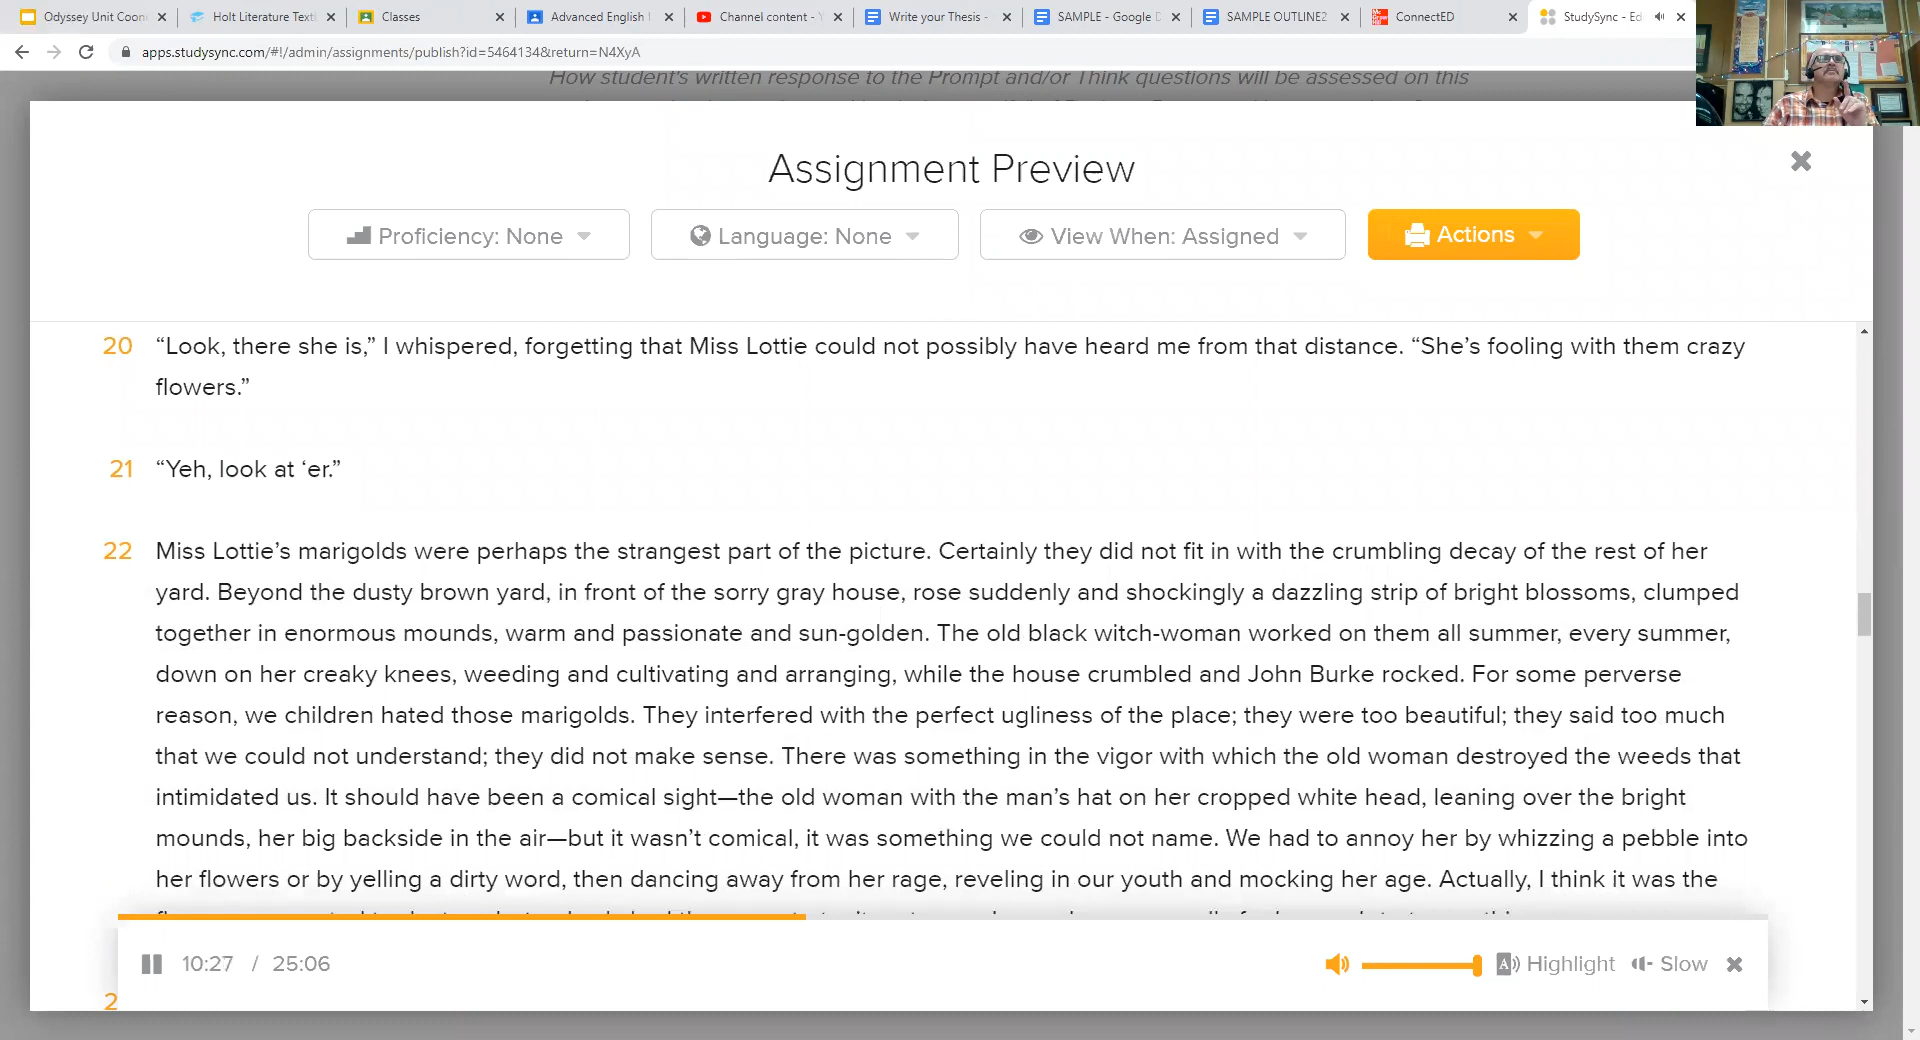 Odyssey Unit Coon
Holt Literature Text
Classes
Advanced English
Channel content - Y
Write your Thesis -
SAMPLE - Google D
SAMPLE OUTLINE2
ConnectED
StudySync - Ed
apps.studysync.com/#!/admin/assignments/publish?id=5464134&return=N4XyA
How student's written response to the Prompt and/or Think questions will be assessed on this
Assignment Preview
Proficiency: None
Language: None
View When: Assigned
Actions
20 “Look, there she is,” I whispered, forgetting that Miss Lottie could not possibly have heard me from that distance. “She’s fooling with them crazy
flowers.”
21 “Yeh, look at ‘er.”
22 Miss Lottie’s marigolds were perhaps the strangest part of the picture. Certainly they did not fit in with the crumbling decay of the rest of her
yard. Beyond the dusty brown yard, in front of the sorry gray house, rose suddenly and shockingly a dazzling strip of bright blossoms, clumped
together in enormous mounds, warm and passionate and sun-golden. The old black witch-woman worked on them all summer, every summer,
down on her creaky knees, weeding and cultivating and arranging, while the house crumbled and John Burke rocked. For some perverse
reason, we children hated those marigolds. They interfered with the perfect ugliness of the place; they were too beautiful; they said too much
that we could not understand; they did not make sense. There was something in the vigor with which the old woman destroyed the weeds that
intimidated us. It should have been a comical sight—the old woman with the man’s hat on her cropped white head, leaning over the bright
mounds, her big backside in the air—but it wasn’t comical, it was something we could not name. We had to annoy her by whizzing a pebble into
her flowers or by yelling a dirty word, then dancing away from her rage, reveling in our youth and mocking her age. Actually, I think it was the
10:27 / 25:06
Highlight
Slow
2